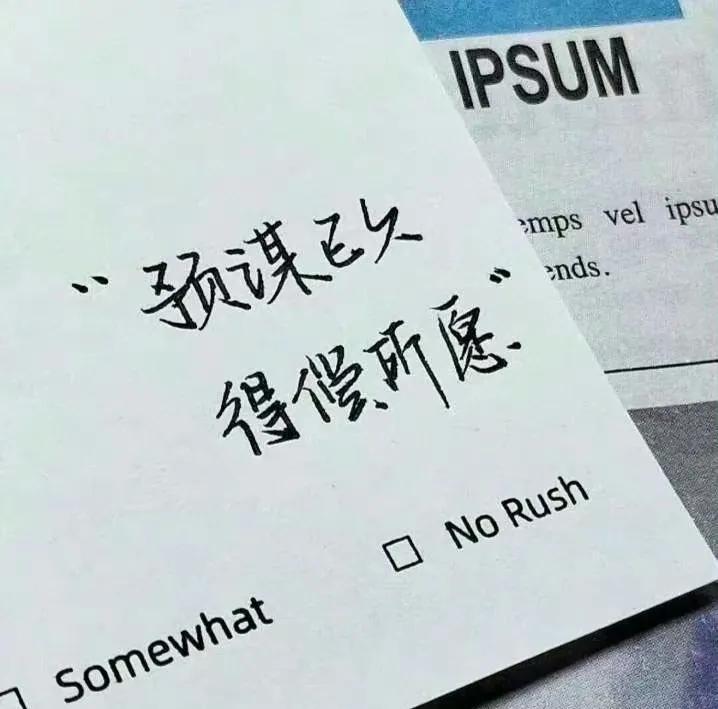 IPSUM
emps vel ipsu
ends.
“预谋已久
得偿所愿”
No Rush
Somewhat